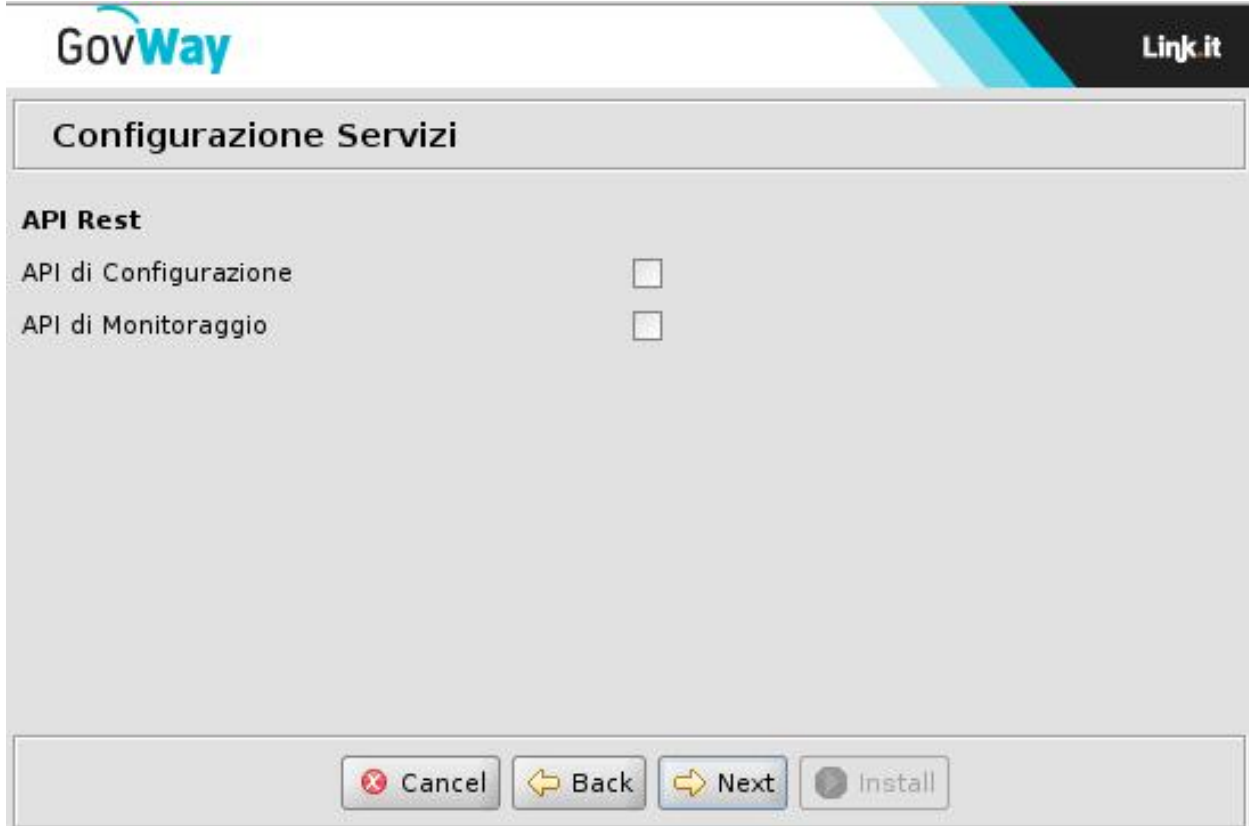 GovWay
Link.it
Configurazione Servizi
API Rest
API di Configurazione
API di Monitoraggio
Cancel
Back
Next
Install